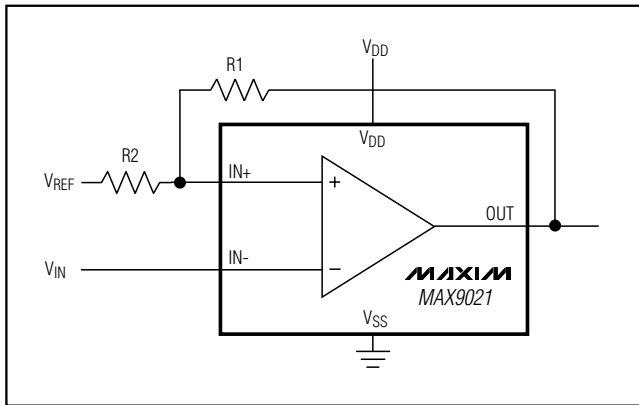 VDD
R1
VDD
R2
IN+
VREF
+
OUT
VIN
IN-
−
MAXIM
MAX9021
VSS